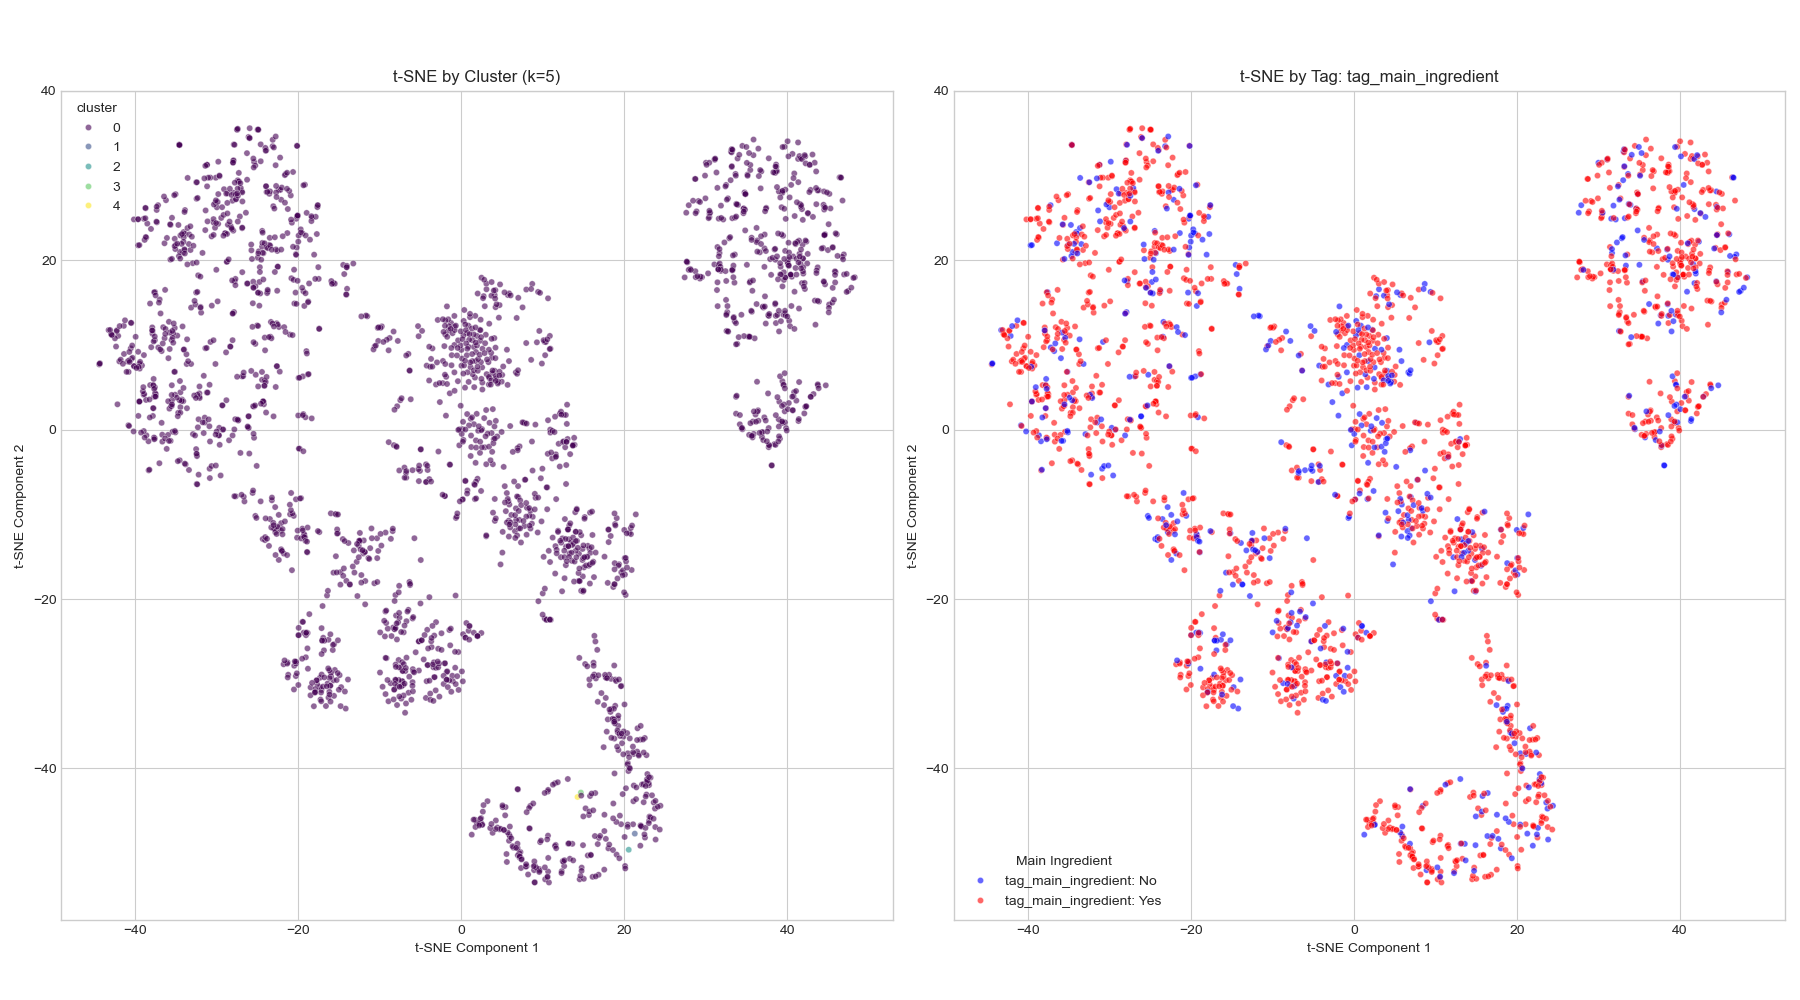 t-SNE by Cluster (k=5)
cluster
0
1
2
3
4
40
20
0
−20
−40
−40
−20
0
20
40
t-SNE Component 1
t-SNE Component 2
t-SNE by Tag: tag_main_ingredient
40
20
0
−20
−40
Main Ingredient
tag_main_ingredient: No
tag_main_ingredient: Yes
−40
−20
0
20
40
t-SNE Component 1
t-SNE Component 2